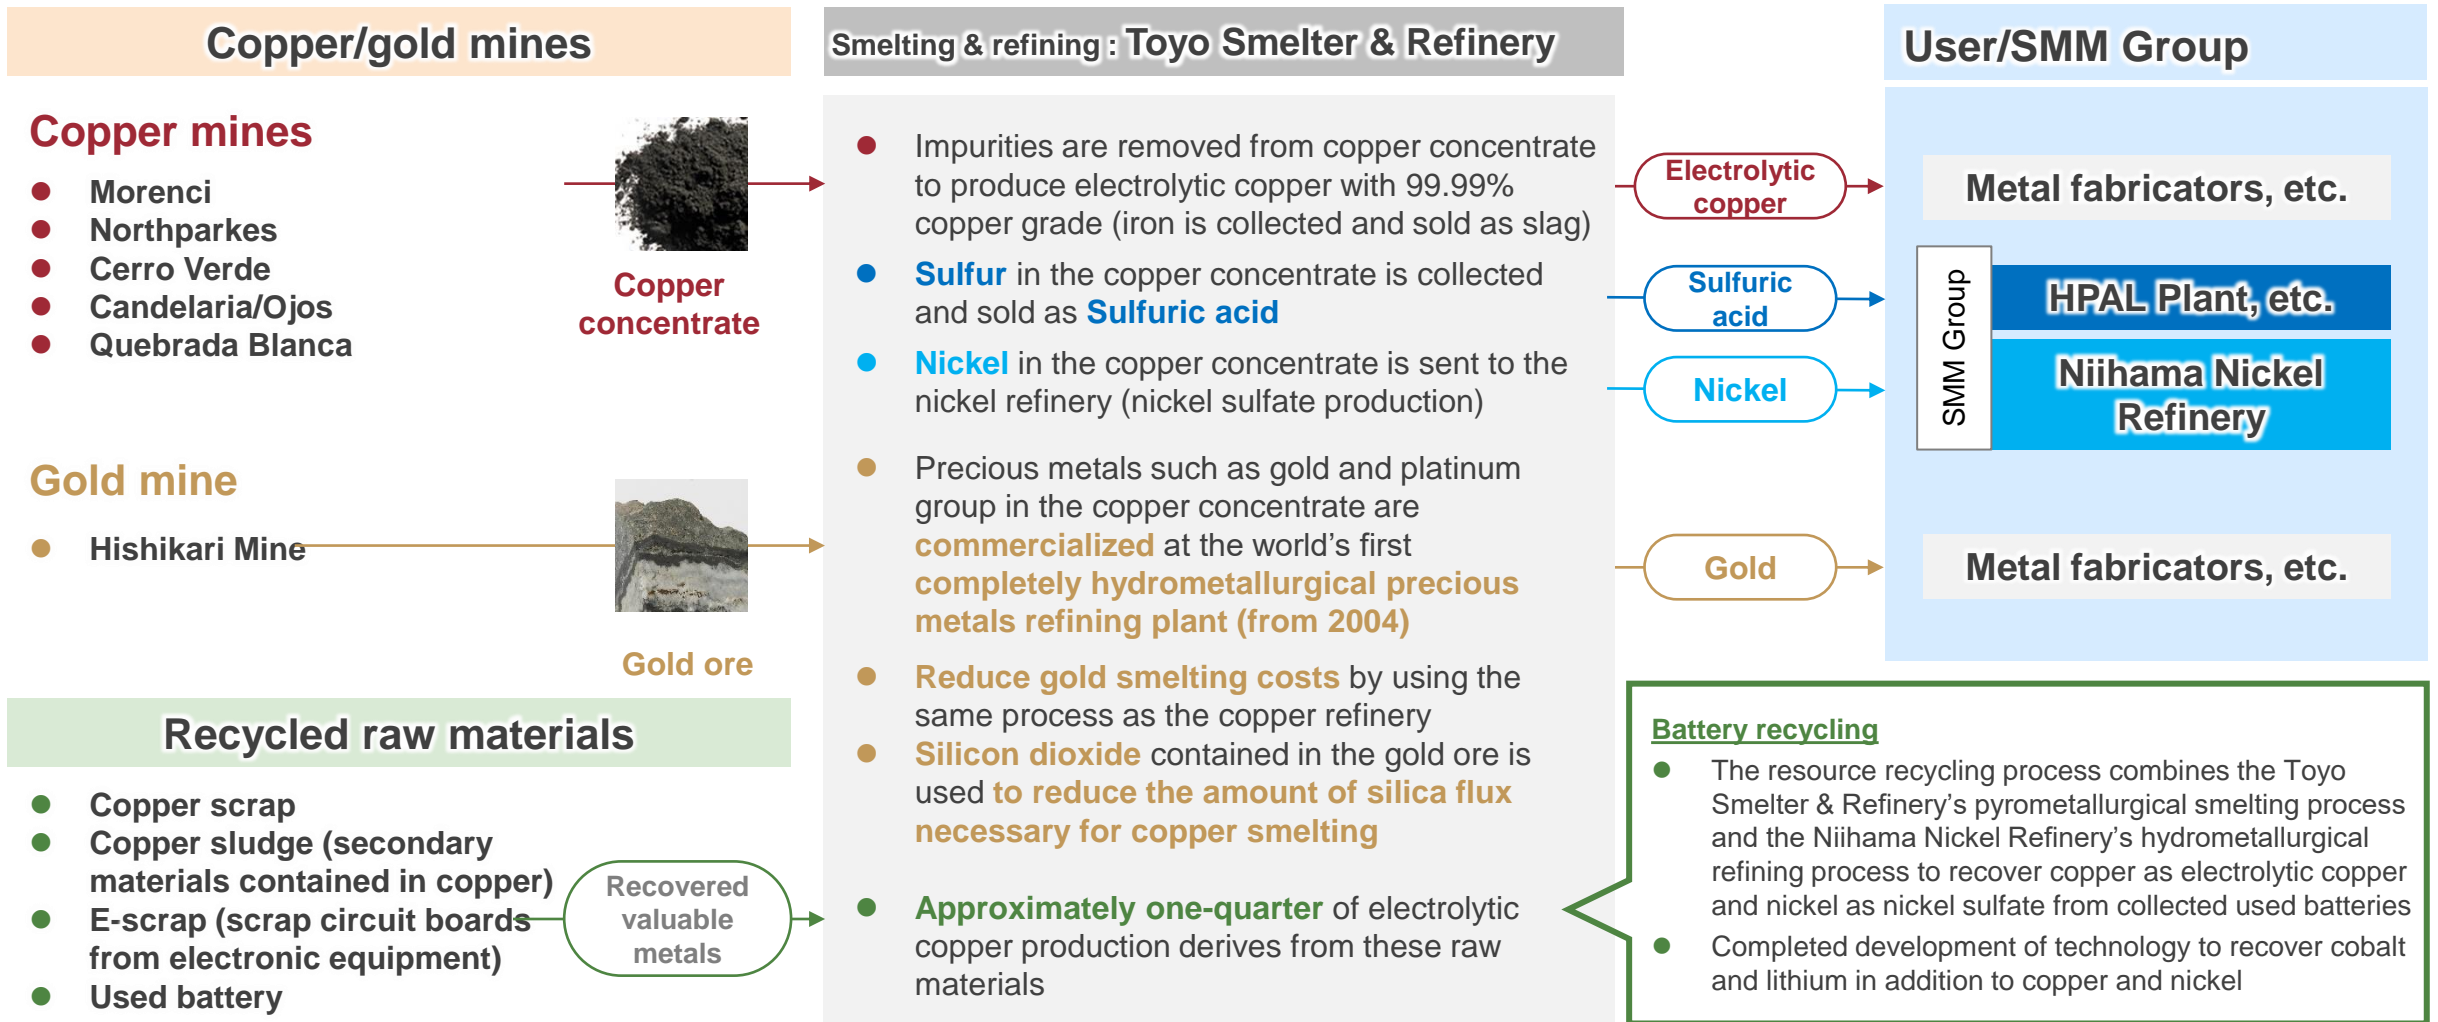 Copper/gold mines
Copper mines
Morenci
Northparkes
Cerro Verde
Candelaria/Ojos
Quebrada Blanca
Copper
concentrate
Gold mine
Hishikari Mine
Gold ore
Recycled raw materials
Copper scrap
Copper sludge (secondary
materials contained in copper)
E-scrap (scrap circuit boards
from electronic equipment)
Used battery
Recovered
valuable
metals
Smelting & refining : Toyo Smelter & Refinery
Impurities are removed from copper concentrate
to produce electrolytic copper with 99.99%
copper grade (iron is collected and sold as slag)
Sulfur in the copper concentrate is collected
and sold as Sulfuric acid
Nickel in the copper concentrate is sent to the
nickel refinery (nickel sulfate production)
Precious metals such as gold and platinum
group in the copper concentrate are
commercialized at the world’s first
completely hydrometallurgical precious
metals refining plant (from 2004)
Reduce gold smelting costs by using the
same process as the copper refinery
Silicon dioxide contained in the gold ore is
used to reduce the amount of silica flux
necessary for copper smelting
Approximately one-quarter of electrolytic
copper production derives from these raw
materials
Electrolytic
copper
Sulfuric
acid
Nickel
Gold
User/SMM Group
Metal fabricators, etc.
SMM Group
HPAL Plant, etc.
Niihama Nickel
Refinery
Metal fabricators, etc.
Battery recycling
The resource recycling process combines the Toyo
Smelter & Refinery’s pyrometallurgical smelting process
and the Niihama Nickel Refinery’s hydrometallurgical
refining process to recover copper as electrolytic copper
and nickel as nickel sulfate from collected used batteries
Completed development of technology to recover cobalt
and lithium in addition to copper and nickel